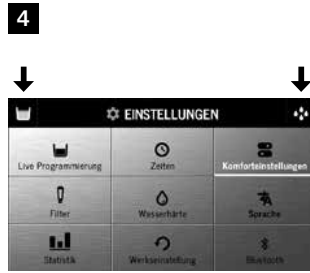 4
EINSTELLUNGEN
Live Programmierung
Zeiten
Komforteinstellungen
Filter
Wasserhärte
Sprache
Statistik
Werkseinstellung
Bluetooth